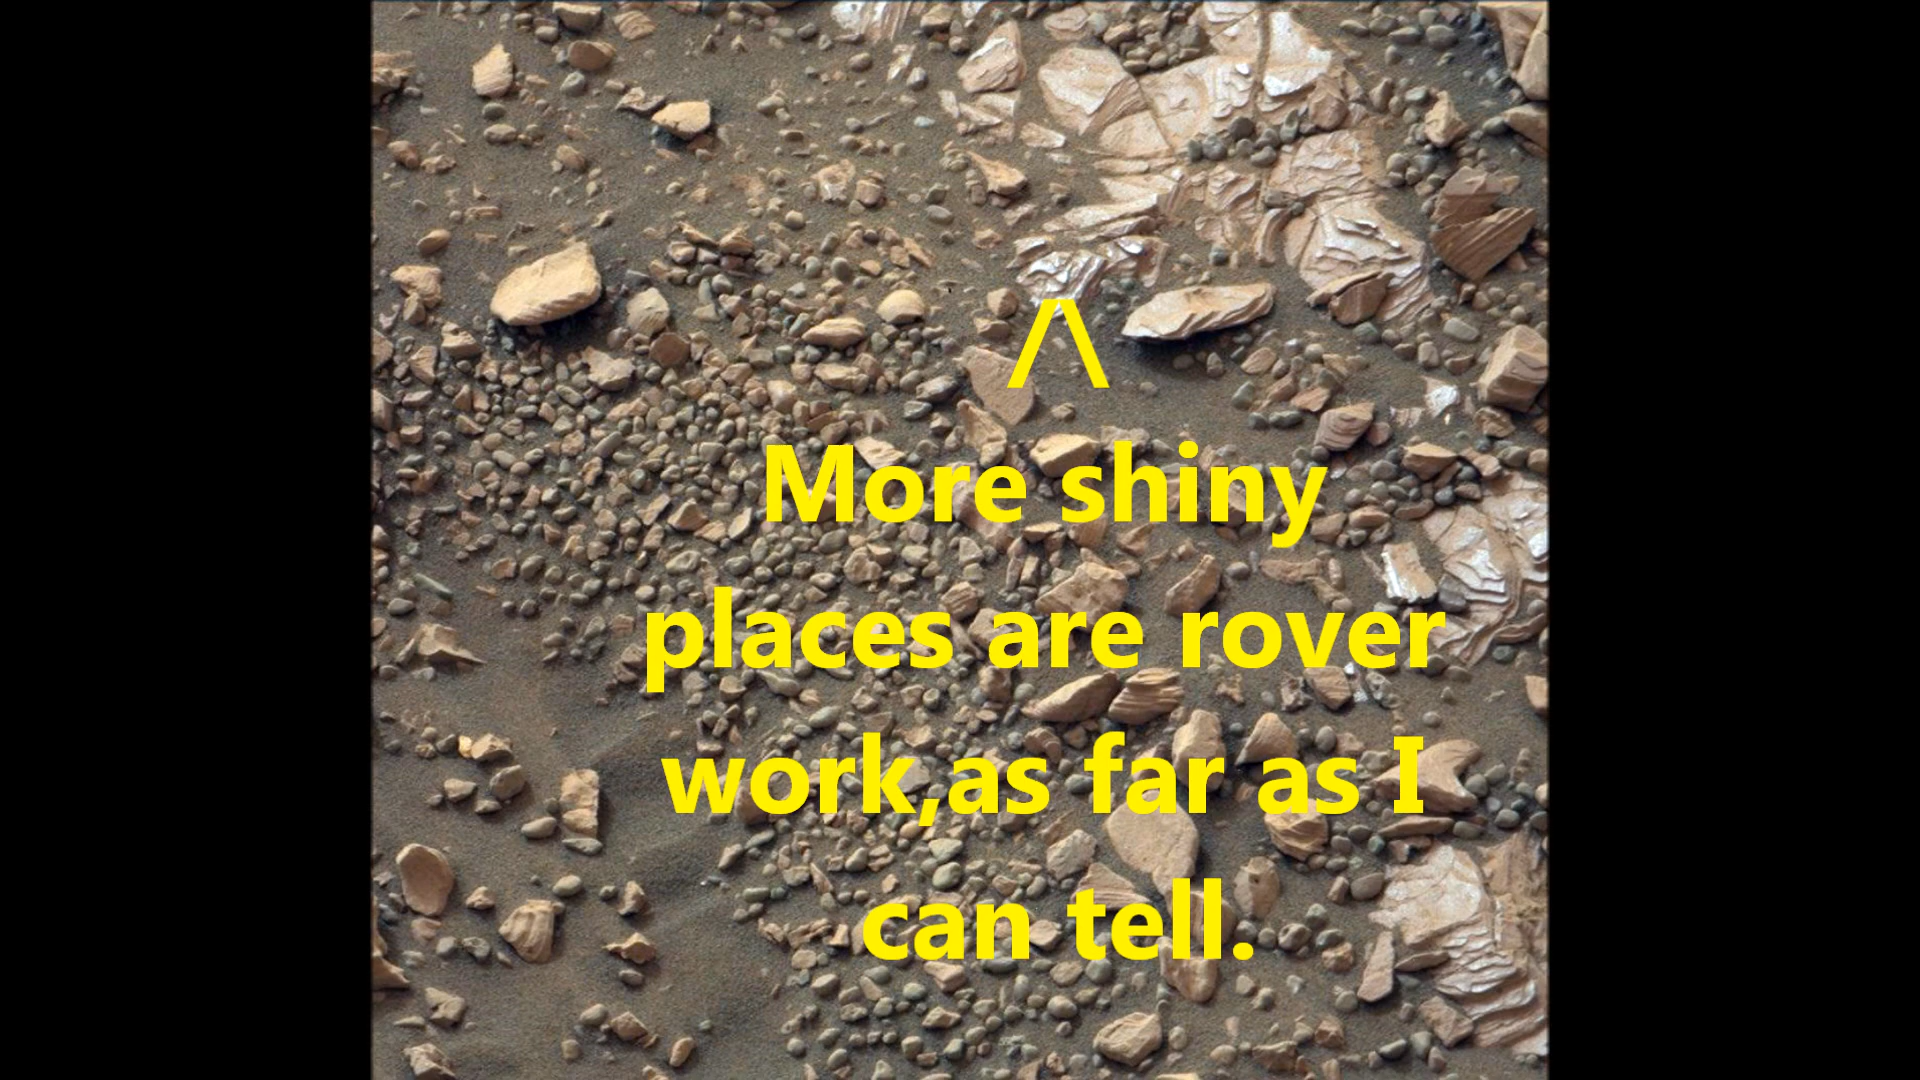 More shiny
places are rover
work,as far as I
can tell.